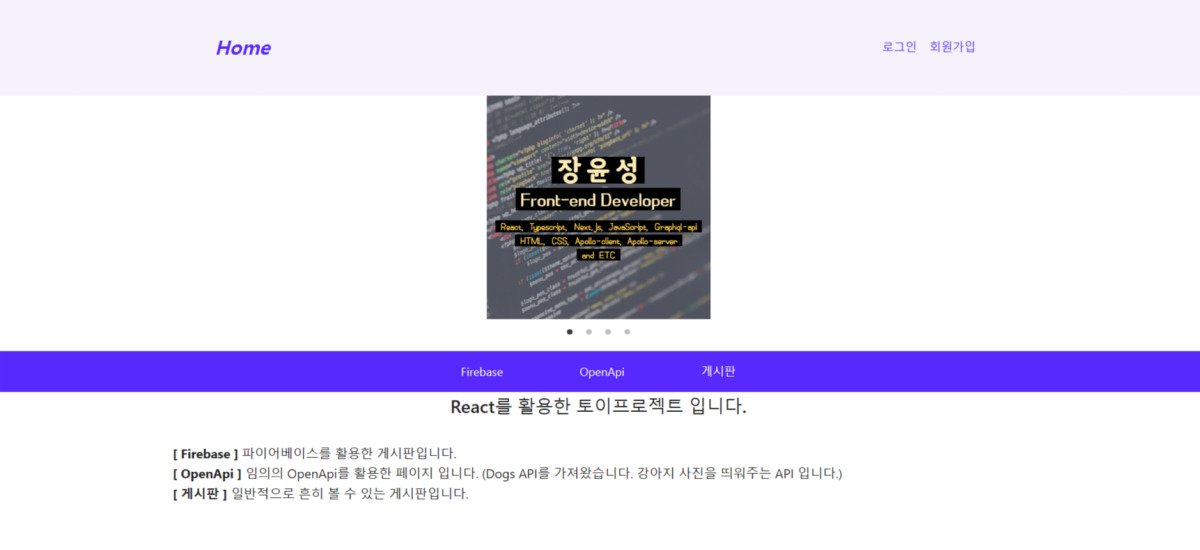 Home
로그인 회원가입
장윤성
Front-end Developer
React, Typescript, Next.js, JavaScript, Graphql-api
HTML, CSS, Apollo-client, Apollo-server
and ETC
Firebase OpenApi 게시판
React를 활용한 토이프로젝트 입니다.
[ Firebase ] 파이어베이스를 활용한 게시판입니다.
[ OpenApi ] 임의의 OpenApi를 활용한 페이지 입니다. (Dogs API를 가져왔습니다. 강아지 사진을 띄워주는 API 입니다.)
[ 게시판 ] 일반적으로 흔히 볼 수 있는 게시판입니다.